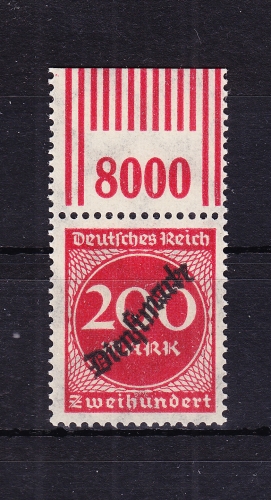 8000
Deutsches Reich
200
Dienstmarke
MARK
Zweihundert